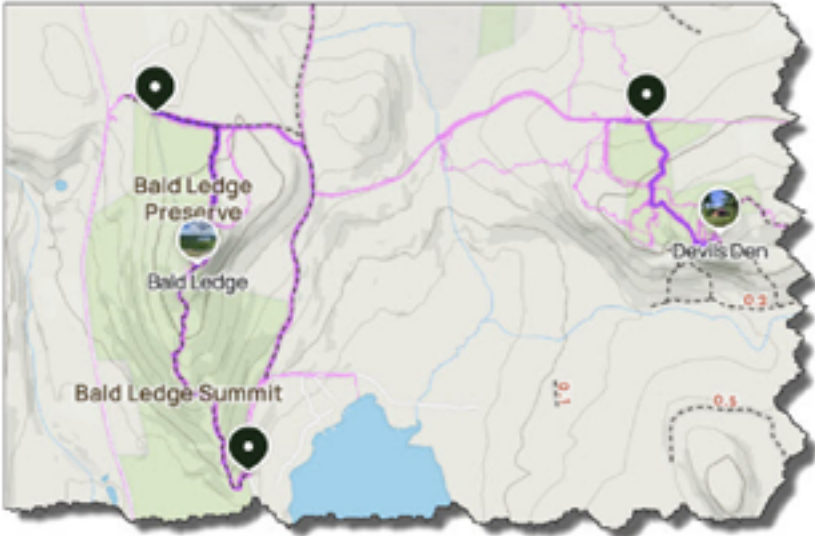 Bald Ledge
Preserve
Bald Ledge
Devils Den
0.3
Bald Ledge Summit
0.1
0.5